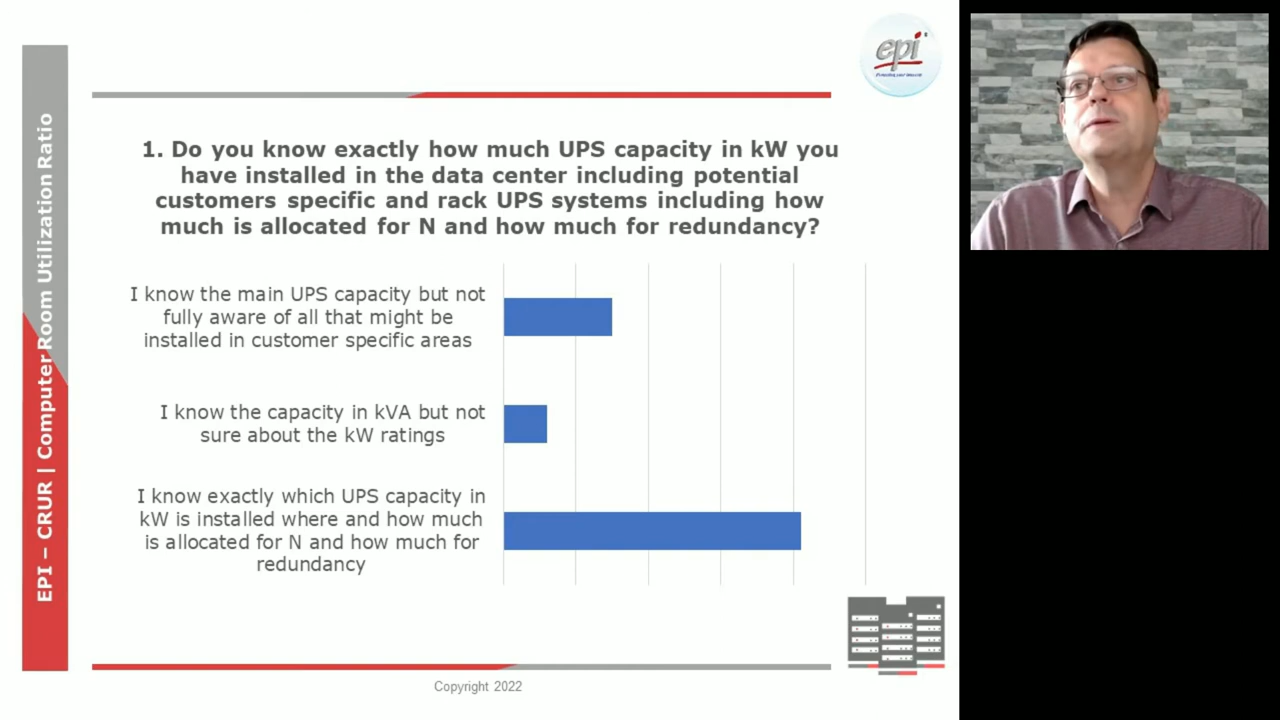 epi
1. Do you know exactly how much UPS capacity in kW you
have installed in the data center including potential
customers specific and rack UPS systems including how
much is allocated for N and how much for redundancy?
EPI – CRUR | Computer Room Utilization Ratio
I know the main UPS capacity but not
fully aware of all that might be
installed in customer specific areas
I know the capacity in kVA but not
sure about the kW ratings
I know exactly which UPS capacity in
kW is installed where and how much
is allocated for N and how much for
redundancy
Copyright 2022